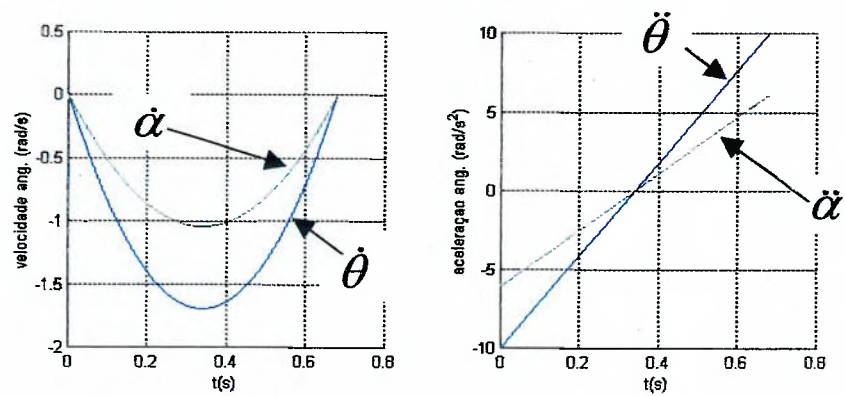 0.5
0
-0.5
-1
-1.5
-2
0 0.2 0.4 0.6 0.8
t(s)
velocidade ang. (rad/s)
α̇
θ̇
10
5
0
-5
-10
0 0.2 0.4 0.6 0.8
t(s)
aceleraçao ang. (rad/s²)
θ̈
α̈